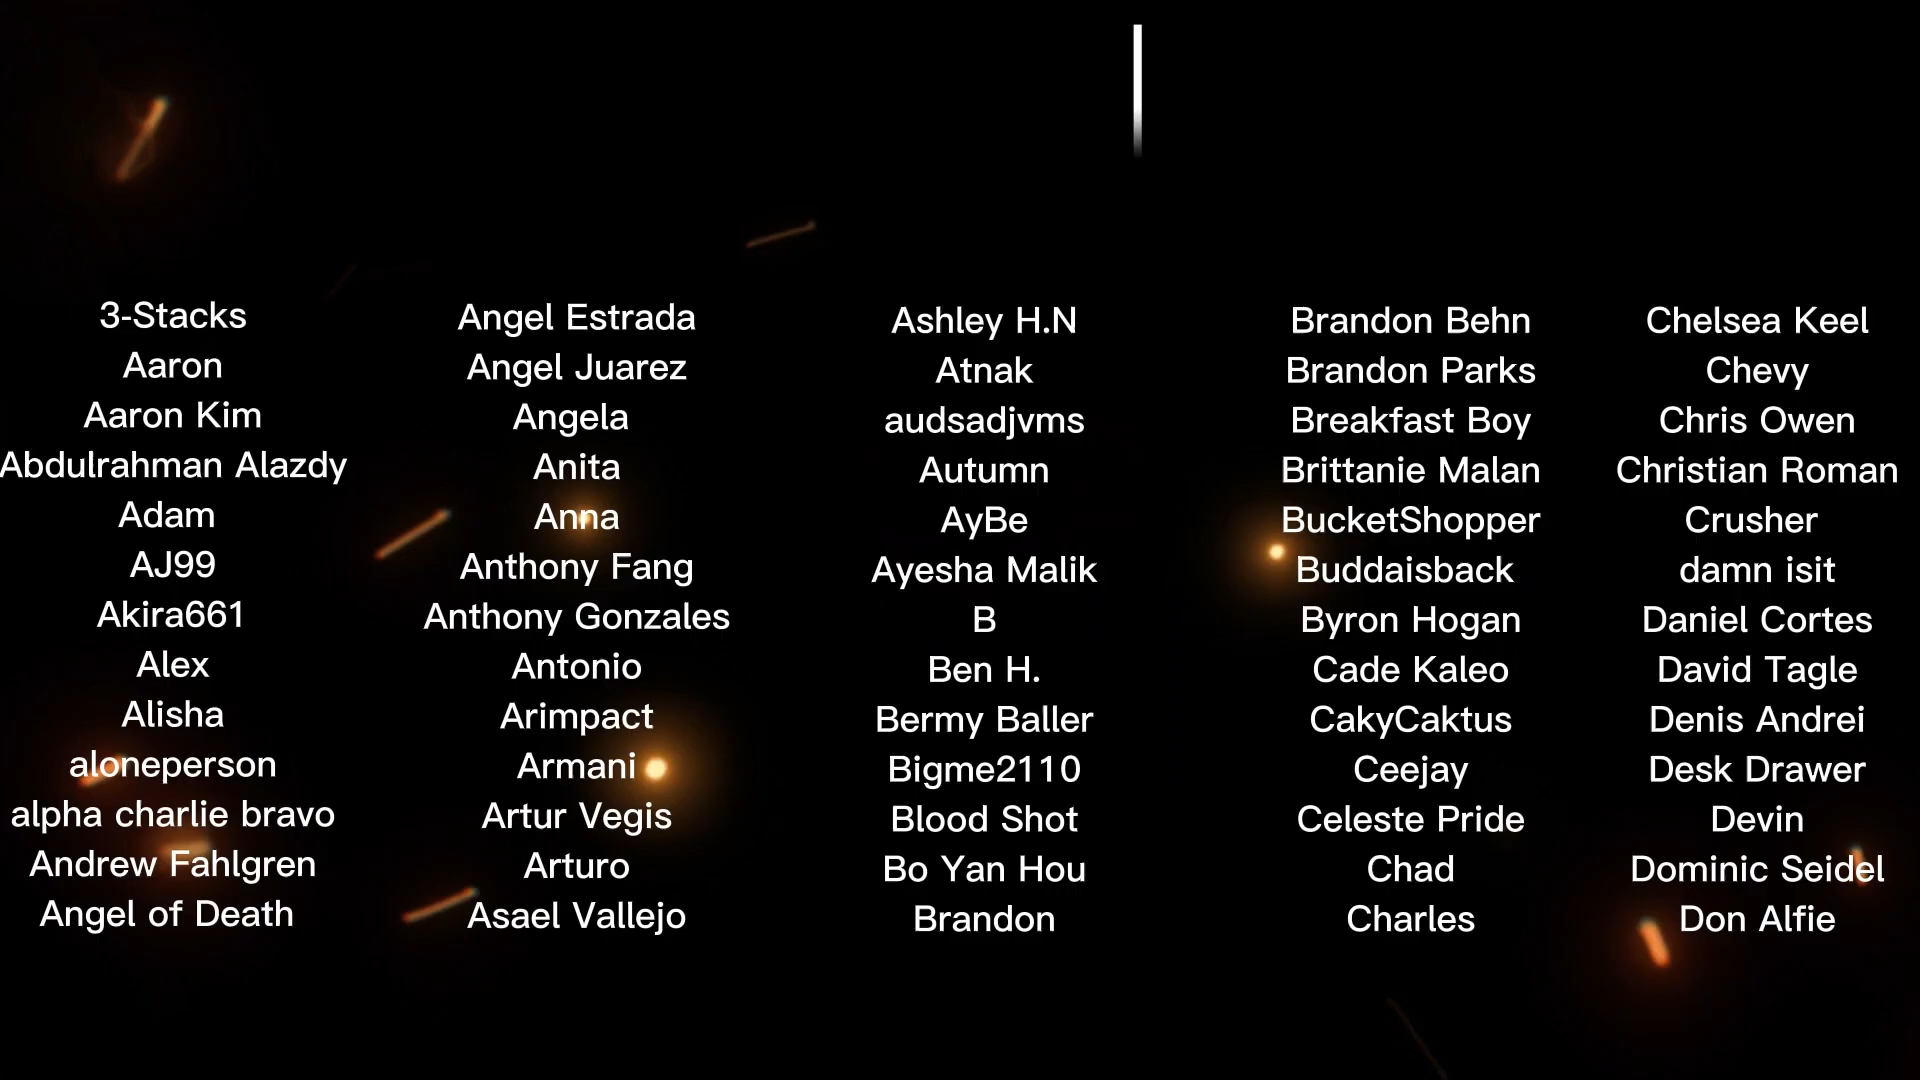 3-Stacks
Aaron
Aaron Kim
Abdulrahman Alazdy
Adam
AJ99
Akira661
Alex
Alisha
aloneperson
alpha charlie bravo
Andrew Fahlgren
Angel of Death
Angel Estrada
Angel Juarez
Angela
Anita
Anna
Anthony Fang
Anthony Gonzales
Antonio
Arimpact
Armani
Artur Vegis
Arturo
Asael Vallejo
Ashley H.N
Atnak
audsadjvms
Autumn
AyBe
Ayesha Malik
B
Ben H.
Bermy Baller
Bigme2110
Blood Shot
Bo Yan Hou
Brandon
Brandon Behn
Brandon Parks
Breakfast Boy
Brittanie Malan
BucketShopper
Buddaisback
Byron Hogan
Cade Kaleo
CakyCaktus
Ceejay
Celeste Pride
Chad
Charles
Chelsea Keel
Chevy
Chris Owen
Christian Roman
Crusher
damn isit
Daniel Cortes
David Tagle
Denis Andrei
Desk Drawer
Devin
Dominic Seidel
Don Alfie